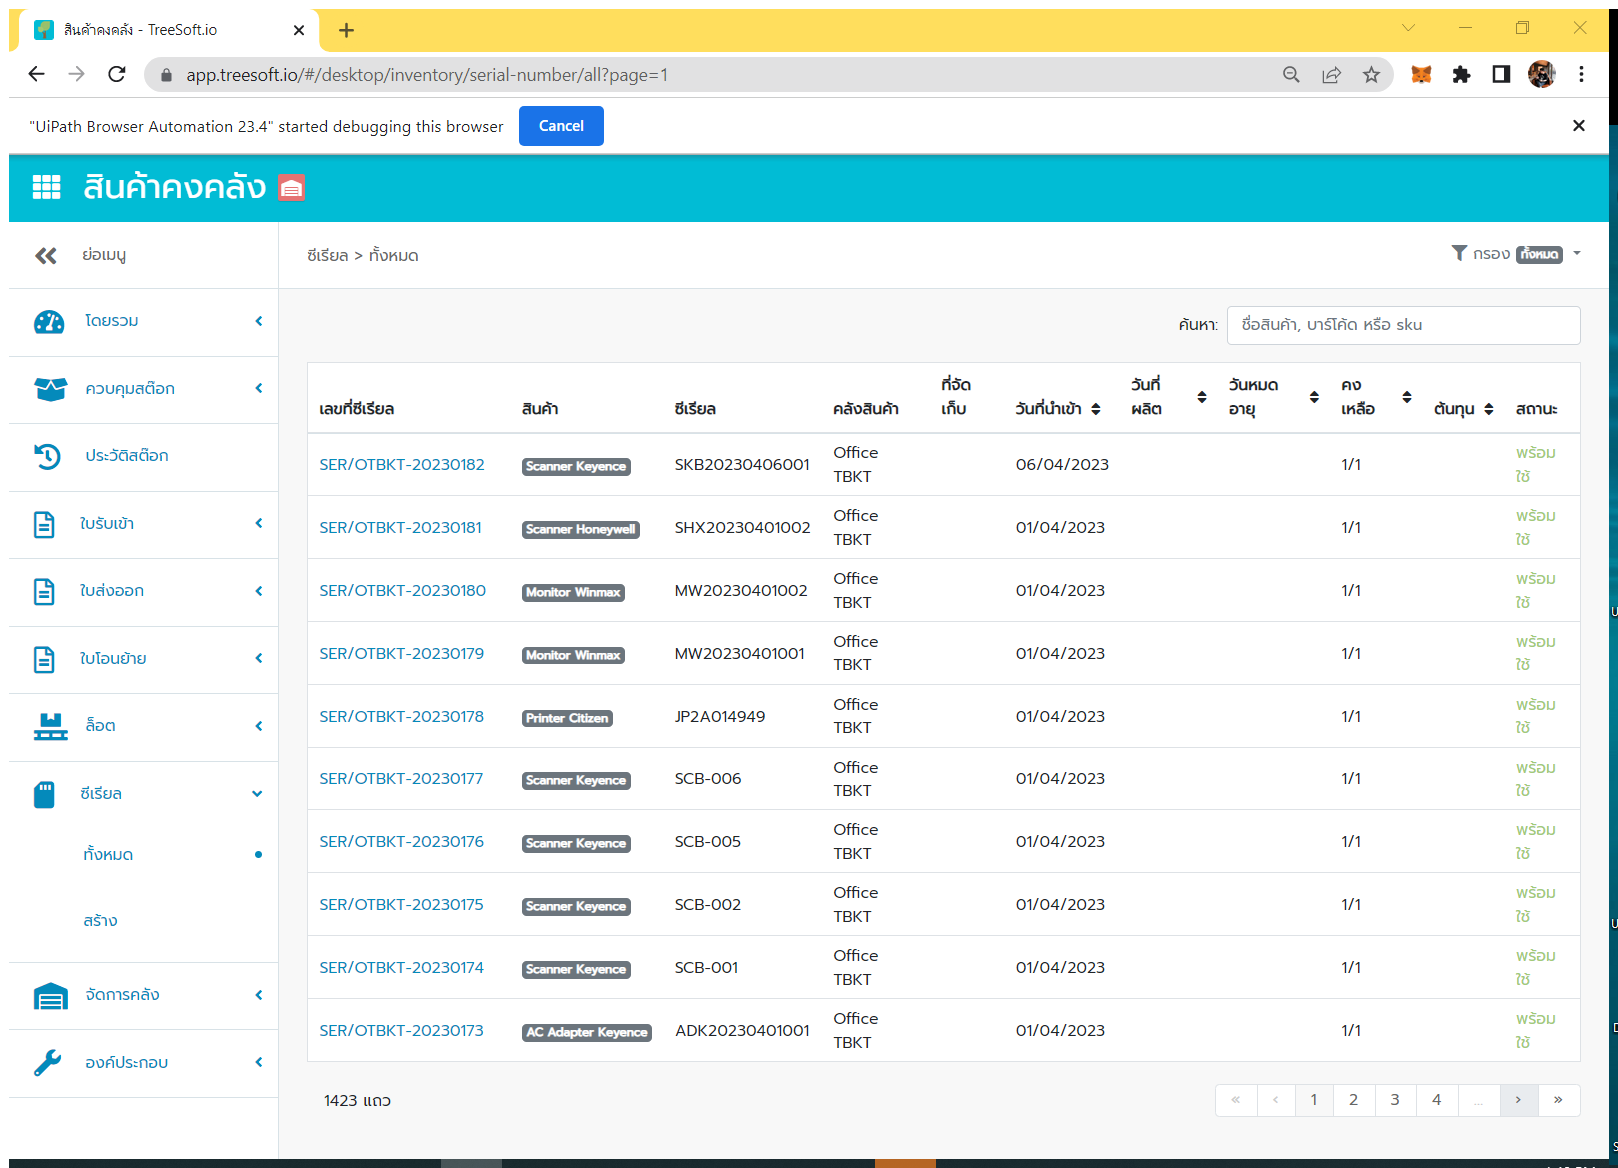 สินค้าคงคลัง - TreeSoft.io
app.treesoft.io/#/desktop/inventory/serial-number/all?page=1
"UiPath Browser Automation 23.4" started debugging this browser Cancel
สินค้าคงคลัง
ย่อเมนู
ซีเรียล > ทั้งหมด
กรอง ทั้งหมด
โดยรวม
ควบคุมสต๊อก
ประวัติสต๊อก
ใบรับเข้า
ใบส่งออก
ใบโอนย้าย
ล็อต
ซีเรียล
ทั้งหมด
สร้าง
จัดการคลัง
องค์ประกอบ
ค้นหา: ชื่อสินค้า, บาร์โค้ด หรือ sku
เลขที่ซีเรียล สินค้า ซีเรียล คลังสินค้า ที่จัดเก็บ วันที่นำเข้า วันที่ผลิต วันหมดอายุ คงเหลือ ต้นทุน สถานะ
SER/OTBKT-20230182 Scanner Keyence SKB20230406001 Office TBKT 06/04/2023 1/1 พร้อมใช้
SER/OTBKT-20230181 Scanner Honeywell SHX20230401002 Office TBKT 01/04/2023 1/1 พร้อมใช้
SER/OTBKT-20230180 Monitor Winmax MW20230401002 Office TBKT 01/04/2023 1/1 พร้อมใช้
SER/OTBKT-20230179 Monitor Winmax MW20230401001 Office TBKT 01/04/2023 1/1 พร้อมใช้
SER/OTBKT-20230178 Printer Citizen JP2A014949 Office TBKT 01/04/2023 1/1 พร้อมใช้
SER/OTBKT-20230177 Scanner Keyence SCB-006 Office TBKT 01/04/2023 1/1 พร้อมใช้
SER/OTBKT-20230176 Scanner Keyence SCB-005 Office TBKT 01/04/2023 1/1 พร้อมใช้
SER/OTBKT-20230175 Scanner Keyence SCB-002 Office TBKT 01/04/2023 1/1 พร้อมใช้
SER/OTBKT-20230174 Scanner Keyence SCB-001 Office TBKT 01/04/2023 1/1 พร้อมใช้
SER/OTBKT-20230173 AC Adapter Keyence ADK20230401001 Office TBKT 01/04/2023 1/1 พร้อมใช้
1423 แถว
« ‹ 1 2 3 4 ... › »